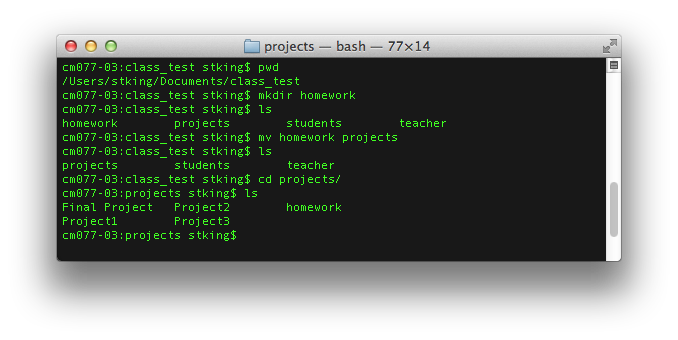 projects — bash — 77×14
cm077-03:class_test stking$ pwd
/Users/stking/Documents/class_test
cm077-03:class_test stking$ mkdir homework
cm077-03:class_test stking$ ls
homework        projects        students        teacher
cm077-03:class_test stking$ mv homework projects
cm077-03:class_test stking$ ls
projects        students        teacher
cm077-03:class_test stking$ cd projects/
cm077-03:projects stking$ ls
Final Project   Project2        homework
Project1        Project3
cm077-03:projects stking$